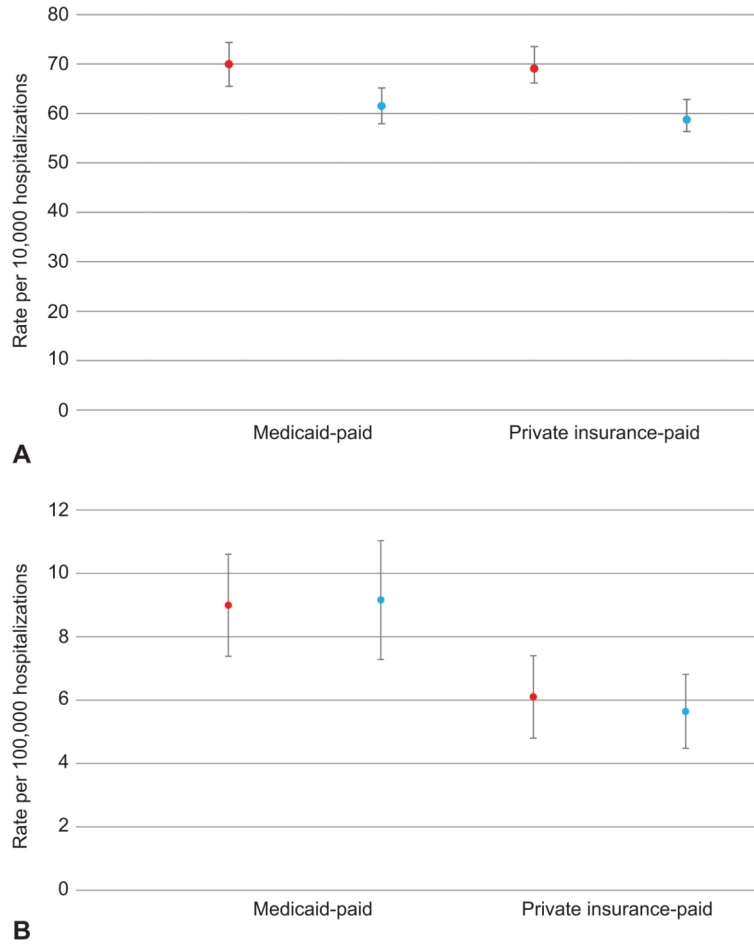 80
70
60
50
40
30
20
10
0
Rate per 10,000 hospitalizations
Medicaid-paid Private insurance-paid
A
12
10
8
6
4
2
0
Rate per 100,000 hospitalizations
Medicaid-paid Private insurance-paid
B